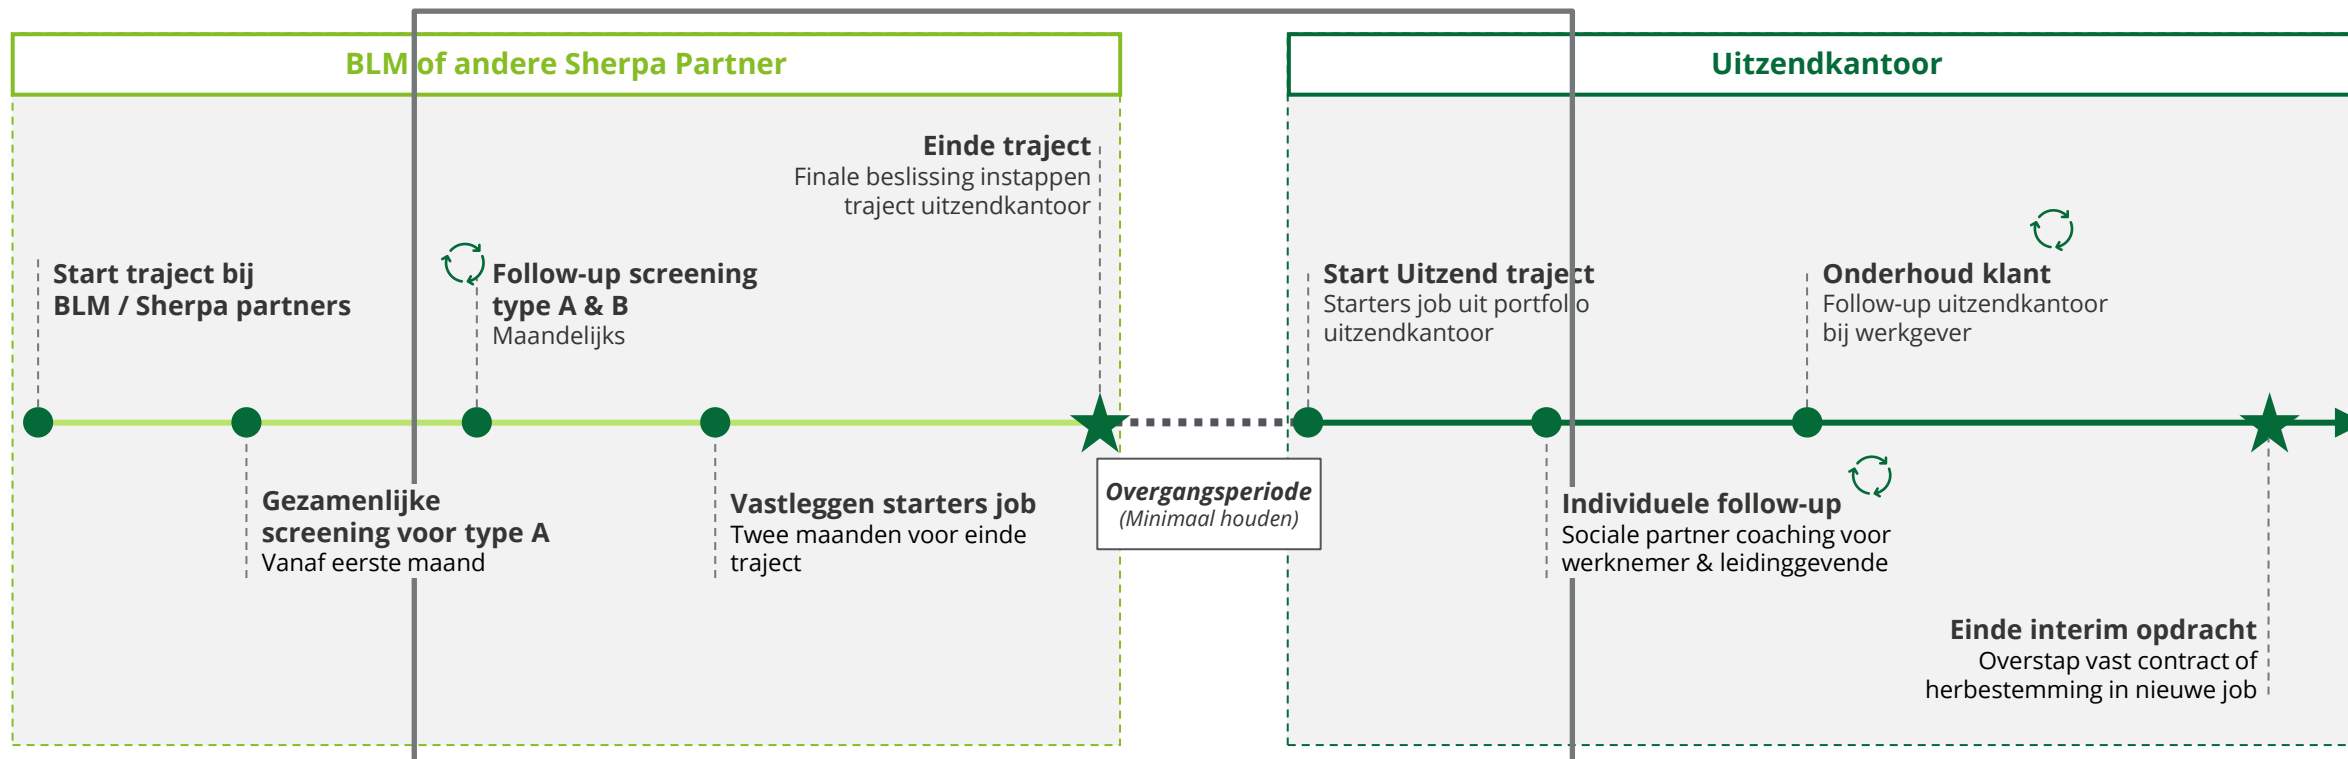 BLM of andere Sherpa Partner
Uitzendkantoor
Einde traject
Finale beslissing instappen
traject uitzendkantoor
Start traject bij
BLM / Sherpa partners
Follow-up screening
type A & B
Maandelijks
Start Uitzend traject
Starters job uit portfolio
uitzendkantoor
Onderhoud klant
Follow-up uitzendkantoor
bij werkgever
Gezamenlijke
screening voor type A
Vanaf eerste maand
Vastleggen starters job
Twee maanden voor einde
traject
Overgangsperiode
(Minimaal houden)
Individuele follow-up
Sociale partner coaching voor
werknemer & leidinggevende
Einde interim opdracht
Overstap vast contract of
herbestemming in nieuwe job